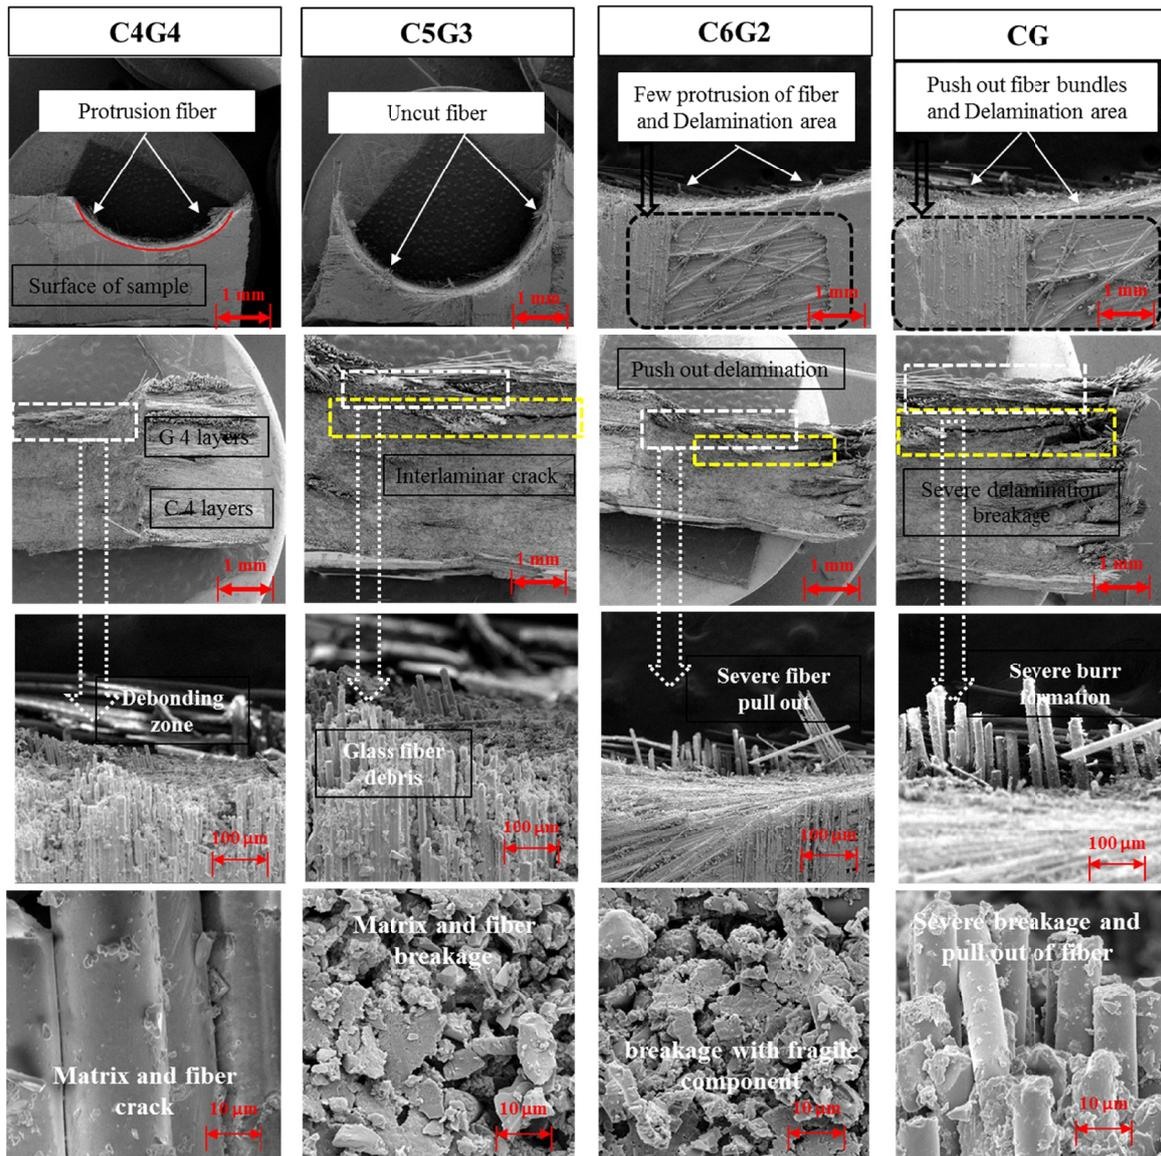 C4G4
C5G3
C6G2
CG
Protrusion fiber
Uncut fiber
Few protrusion of fiber
and Delamination area
Push out fiber bundles
and Delamination area
Surface of sample
1 mm
1 mm
1 mm
1 mm
G 4 layers
C 4 layers
1 mm
Interlaminar crack
1 mm
Push out delamination
1 mm
Severe delamination
breakage
1 mm
Debonding
zone
100 µm
Glass fiber
debris
100 µm
Severe fiber
pull out
100 µm
Severe burr
formation
100 µm
Matrix and fiber
crack
10 µm
Matrix and fiber
breakage
10 µm
breakage with fragile
component
10 µm
Severe breakage and
pull out of fiber
10 µm